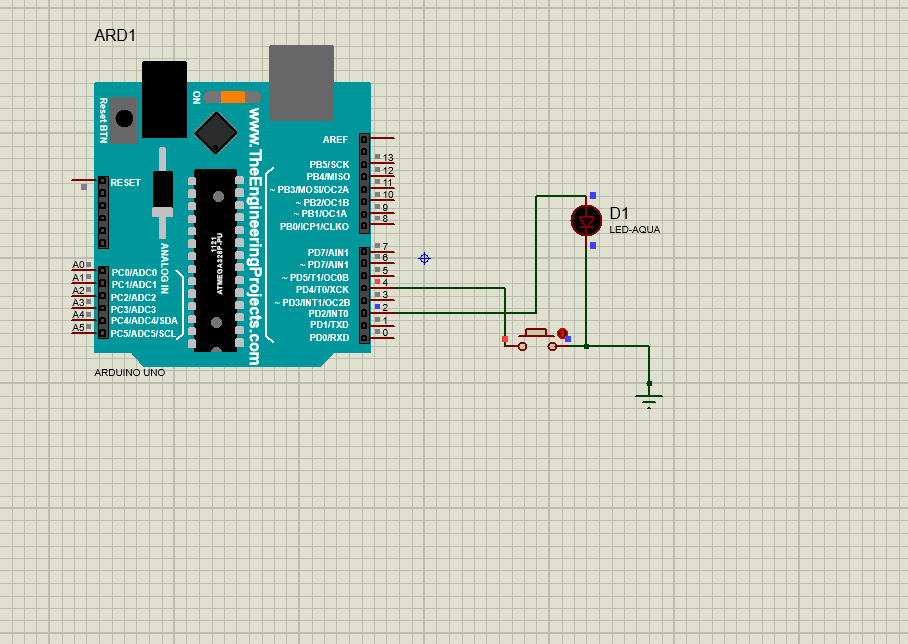 ARD1
ON
Reset BTN
www.TheEngineeringProjects.com
AREF
PB5/SCK 13
PB4/MISO 12
~ PB3/MOSI/OC2A 11
~ PB2/OC1B 10
~ PB1/OC1A 9
PB0/ICP1/CLKO 8
RESET
1121
ATMEGA328P-PU
ANALOG IN
PD7/AIN1 7
~ PD7/AIN1 6
~ PD5/T1/OC0B 5
PD4/T0/XCK 4
~ PD3/INT1/OC2B 3
PD2/INT0 2
PD1/TXD 1
PD0/RXD 0
A0 PC0/ADC0
A1 PC1/ADC1
A2 PC2/ADC2
A3 PC3/ADC3
A4 PC4/ADC4/SDA
A5 PC5/ADC5/SCL
ARDUINO UNO
D1
LED-AQUA